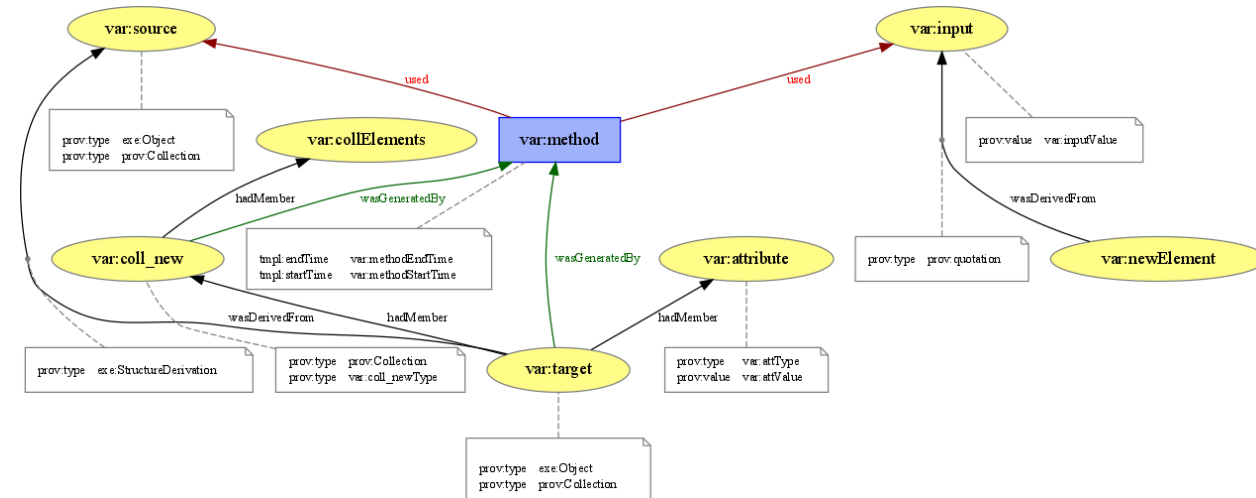 var:source
var:input
used
used
prov:type exe:Object
prov:type prov:Collection
var:collElements
var:method
prov:value var:inputValue
hadMember
wasGeneratedBy
wasDerivedFrom
tmpl:endTime var:methodEndTime
tmpl:startTime var:methodStartTime
var:coll_new
wasGeneratedBy
var:attribute
prov:type prov:quotation
var:newElement
wasDerivedFrom
hadMember
hadMember
prov:type exe:StructureDerivation
prov:type prov:Collection
prov:type var:coll_newType
var:target
prov:type var:attType
prov:value var:attValue
prov:type exe:Object
prov:type prov:Collection